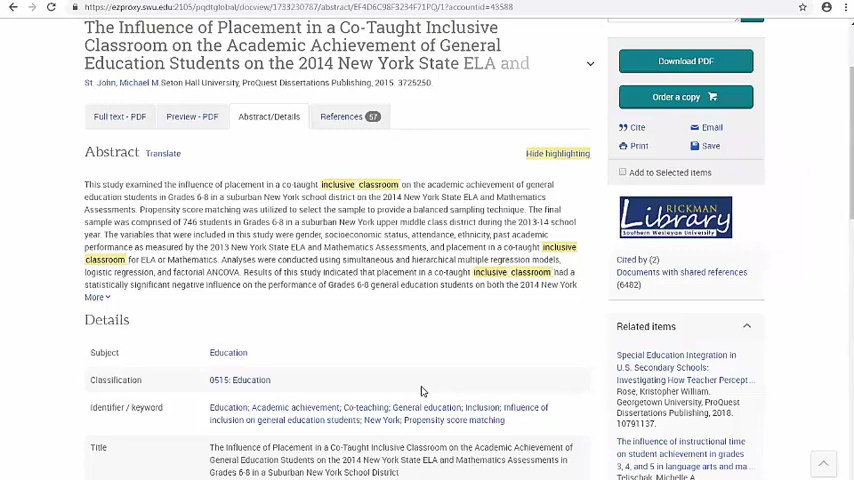 https://ezproxy.swu.edu:2105/pqdtglobal/docview/1733230787/abstract/EF4D6C98F3234F71PQ/1?accountid=43588
The Influence of Placement in a Co-Taught Inclusive
Classroom on the Academic Achievement of General
Education Students on the 2014 New York State ELA and
St. John, Michael M. Seton Hall University, ProQuest Dissertations Publishing, 2015. 3725250.
Full text - PDF
Preview - PDF
Abstract/Details
References 57
Abstract
Translate
Hide highlighting
This study examined the influence of placement in a co-taught inclusive classroom on the academic achievement of general
education students in Grades 6-8 in a suburban New York school district on the 2014 New York State ELA and Mathematics
Assessments. Propensity score matching was utilized to select the sample to provide a balanced sampling technique. The final
sample was comprised of 746 students in Grades 6-8 in a suburban New York upper middle class district during the 2013-14 school
year. The variables that were included in this study were gender, socioeconomic status, attendance, ethnicity, past academic
performance as measured by the 2013 New York State ELA and Mathematics Assessments, and placement in a co-taught inclusive
classroom for ELA or Mathematics. Analyses were conducted using simultaneous and hierarchical multiple regression models,
logistic regression, and factorial ANCOVA. Results of this study indicated that placement in a co-taught inclusive classroom had a
statistically significant negative influence on the performance of Grades 6-8 general education students on both the 2014 New York
More
Details
Subject
Education
Classification
0515: Education
Identifier / keyword
Education; Academic achievement; Co-teaching; General education; Inclusion; Influence of
inclusion on general education students; New York; Propensity score matching
Title
The Influence of Placement in a Co-Taught Inclusive Classroom on the Academic Achievement of
General Education Students on the 2014 New York State ELA and Mathematics Assessments in
Grades 6-8 in a Suburban New York School District
Download PDF
Order a copy
Cite
Email
Print
Save
Add to Selected items
RICKMAN
Library
Southern Wesleyan University
Cited by (2)
Documents with shared references
(6482)
Related items
Special Education Integration in
U.S. Secondary Schools:
Investigating How Teacher Percept...
Rose, Kristopher William.
Georgetown University, ProQuest
Dissertations Publishing, 2018.
10791137.
The influence of instructional time
on student achievement in grades
3, 4, and 5 in language arts and ma...
Telischak, Michelle A.